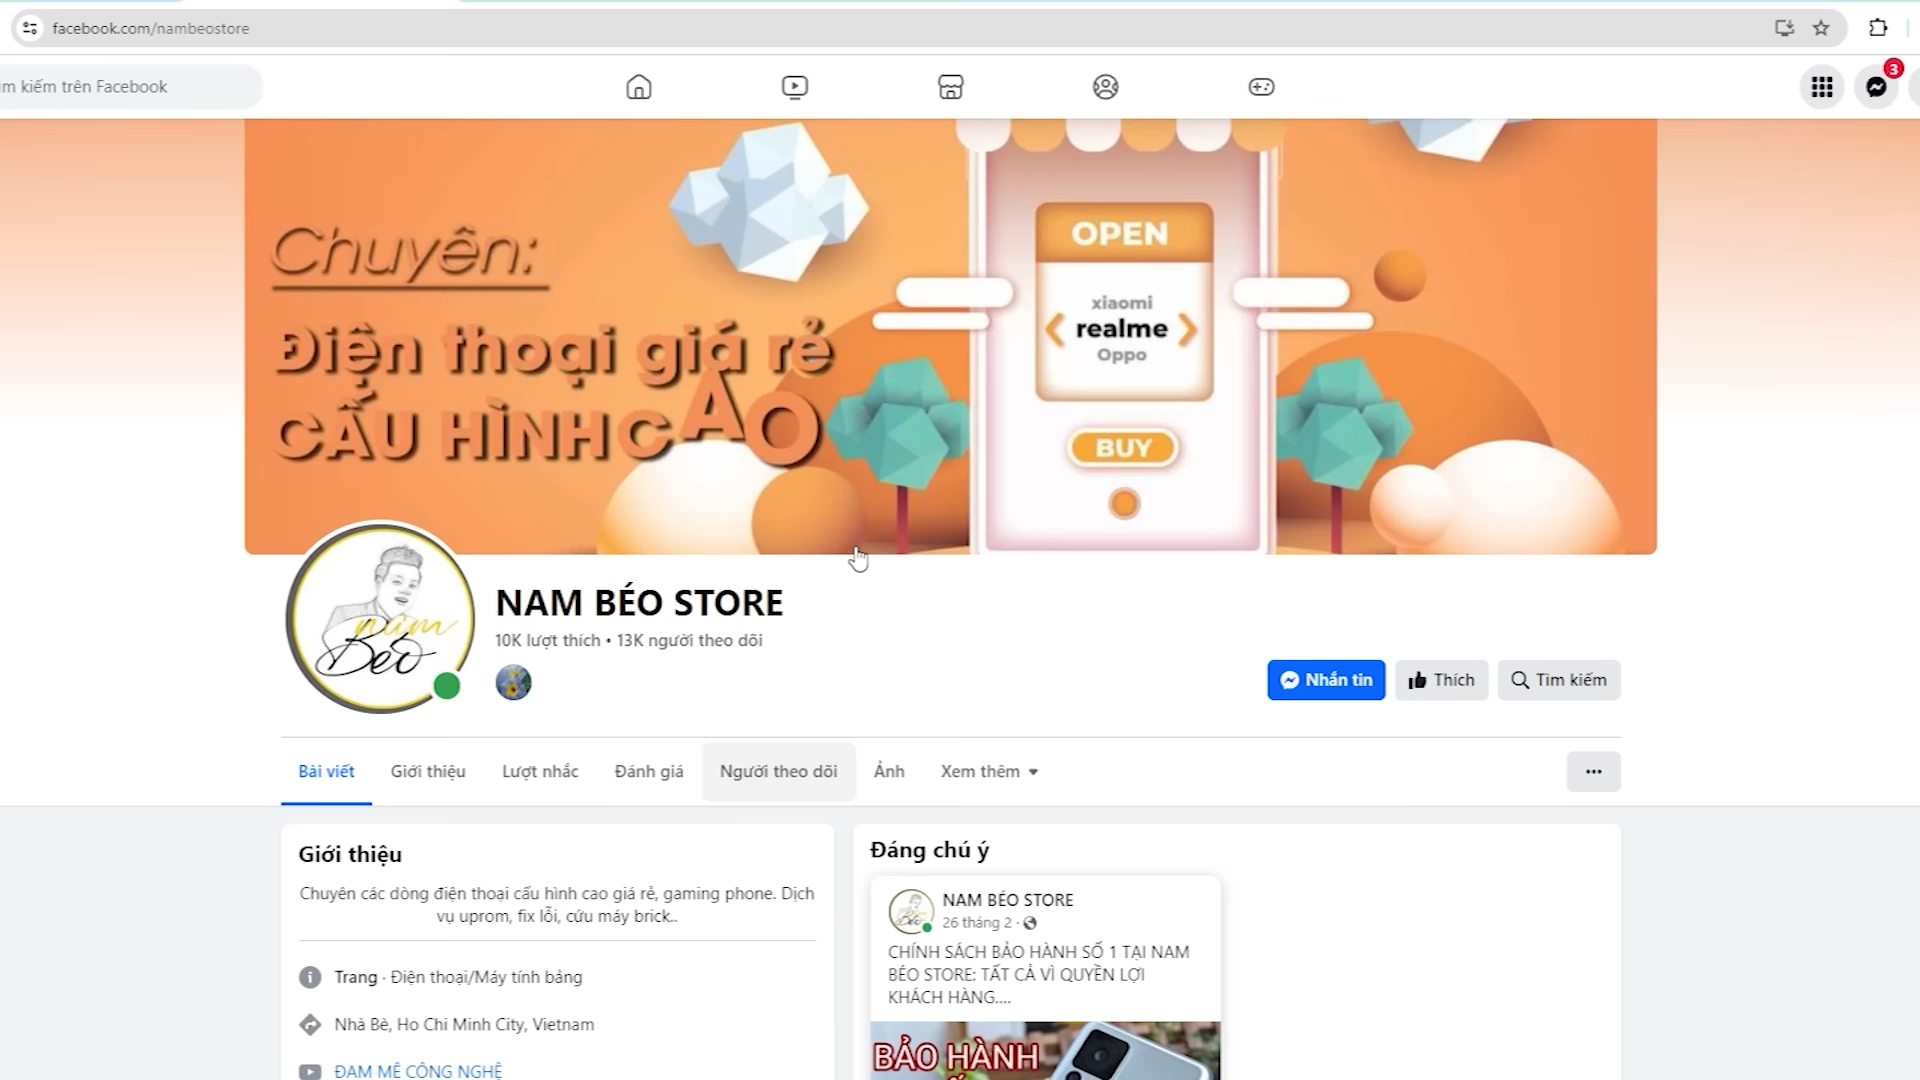 facebook.com/nambeostore
ìm kiếm trên Facebook
3
Chuyên:
Điện thoại giá rẻ
CẤU HÌNH CAO
OPEN
xiaomi
realme
Oppo
BUY
năm
Béo
NAM BÉO STORE
10K lượt thích • 13K người theo dõi
Nhắn tin
Thích
Tìm kiếm
Bài viết
Giới thiệu
Lượt nhắc
Đánh giá
Người theo dõi
Ảnh
Xem thêm
Giới thiệu
Chuyên các dòng điện thoại cấu hình cao giá rẻ, gaming phone. Dịch
vụ uprom, fix lỗi, cứu máy brick..
Trang · Điện thoại/Máy tính bảng
Nhà Bè, Ho Chi Minh City, Vietnam
ĐAM MÊ CÔNG NGHỆ
Đáng chú ý
NAM BÉO STORE
26 tháng 2 ·
CHÍNH SÁCH BẢO HÀNH SỐ 1 TẠI NAM
BÉO STORE: TẤT CẢ VÌ QUYỀN LỢI
KHÁCH HÀNG....
BẢO HÀNH